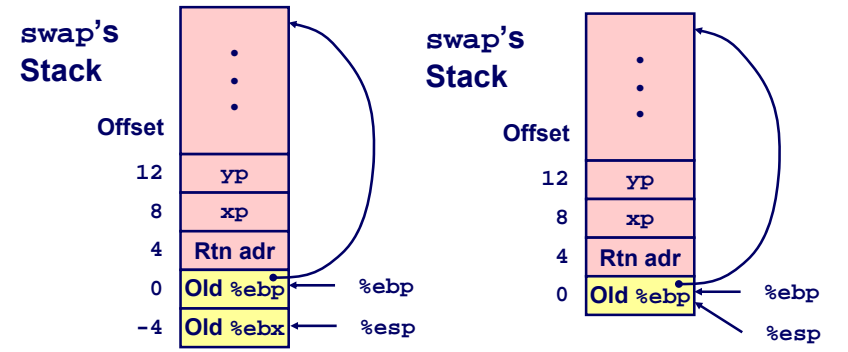 swap's
Stack
Offset
12 yp
8 xp
4 Rtn adr
0 Old %ebp %ebp
-4 Old %ebx %esp
swap's
Stack
Offset
12 yp
8 xp
4 Rtn adr
0 Old %ebp %ebp
%esp